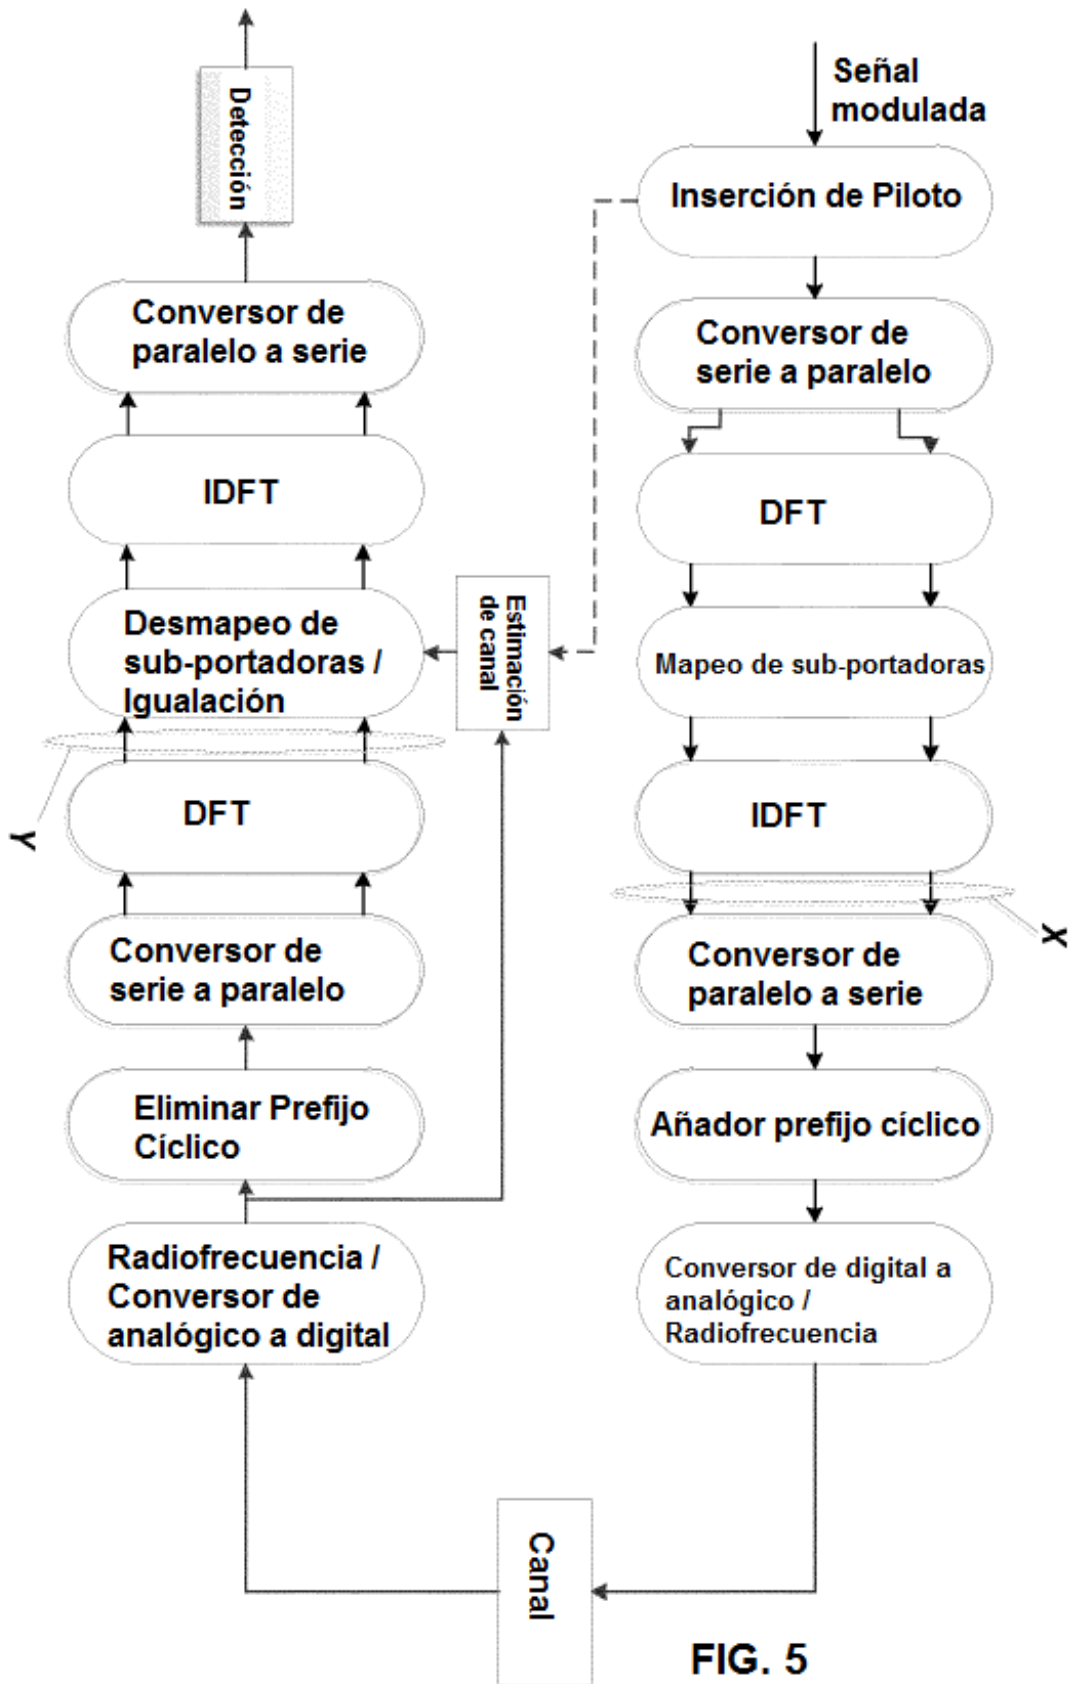 Señal
modulada
Inserción de Piloto
Conversor de
serie a paralelo
DFT
Mapeo de sub-portadoras
IDFT
X
Conversor de
paralelo a serie
Añador prefijo cíclico
Conversor de digital a
analógico /
Radiofrecuencia
Canal
Radiofrecuencia /
Conversor de
analógico a digital
Eliminar Prefijo
Cíclico
Conversor de
serie a paralelo
DFT
Y
Estimación
de canal
Desmapeo de
sub-portadoras /
Igualación
IDFT
Conversor de
paralelo a serie
Detección
FIG. 5